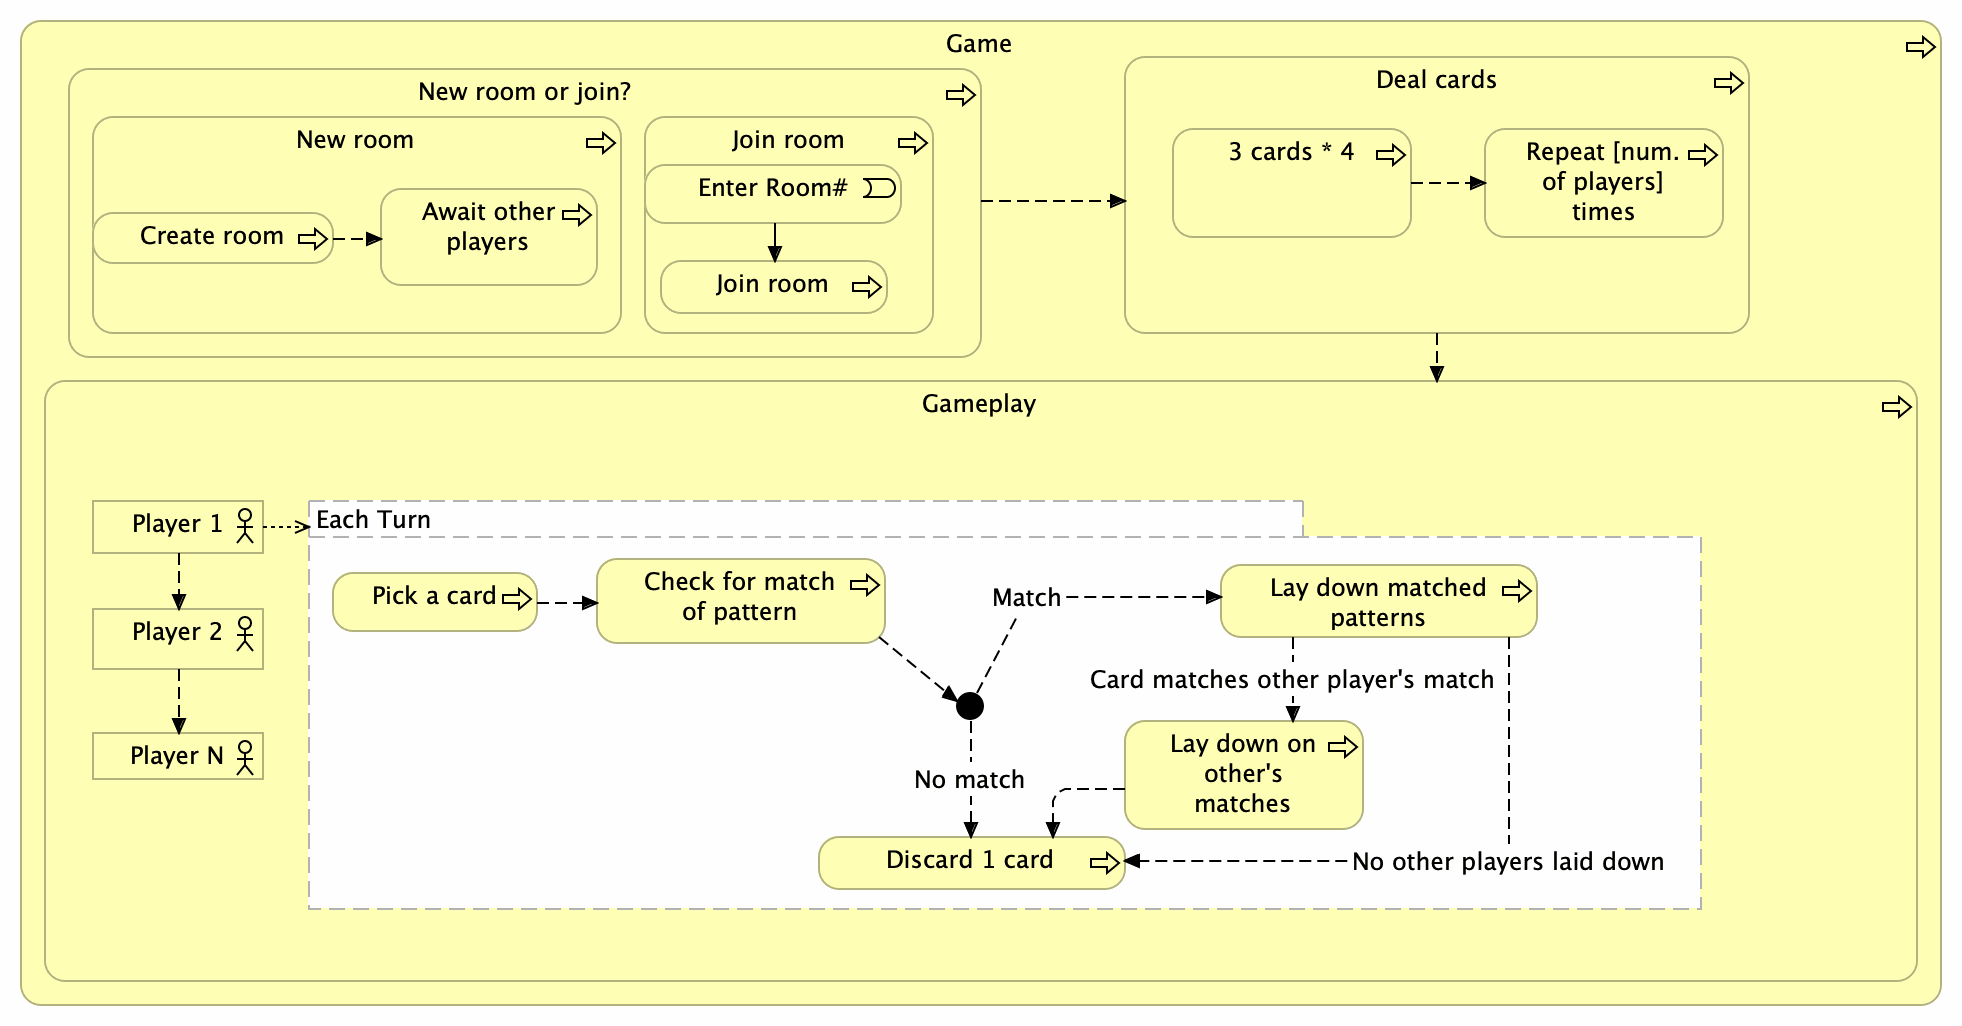 Game
New room or join?
New room
Create room
Await other
players
Join room
Enter Room#
Join room
Deal cards
3 cards * 4
Repeat [num.
of players]
times
Gameplay
Player 1
Player 2
Player N
Each Turn
Pick a card
Check for match
of pattern
Match
Lay down matched
patterns
Card matches other player's match
Lay down on
other's
matches
No match
Discard 1 card
No other players laid down